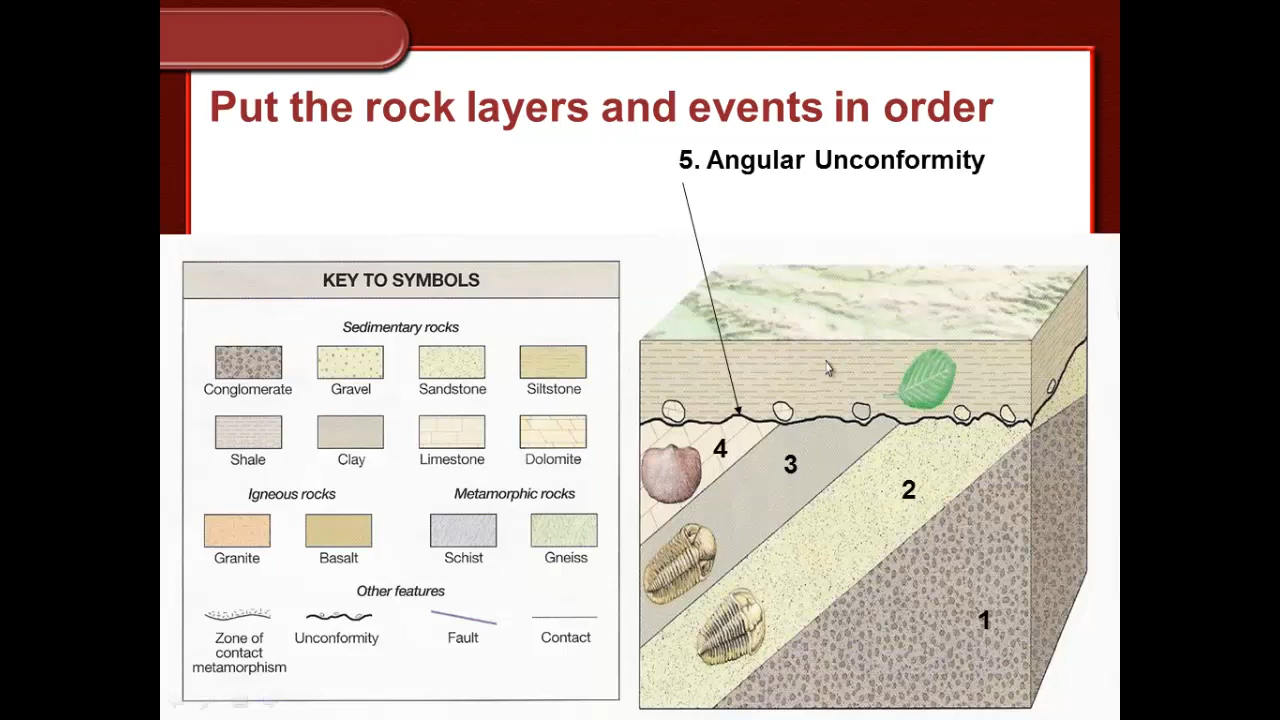 Put the rock layers and events in order
5. Angular Unconformity
KEY TO SYMBOLS
Sedimentary rocks
Conglomerate Gravel Sandstone Siltstone
Shale Clay Limestone Dolomite
Igneous rocks Metamorphic rocks
Granite Basalt Schist Gneiss
Other features
Zone of contact metamorphism Unconformity Fault Contact
4
3
2
1